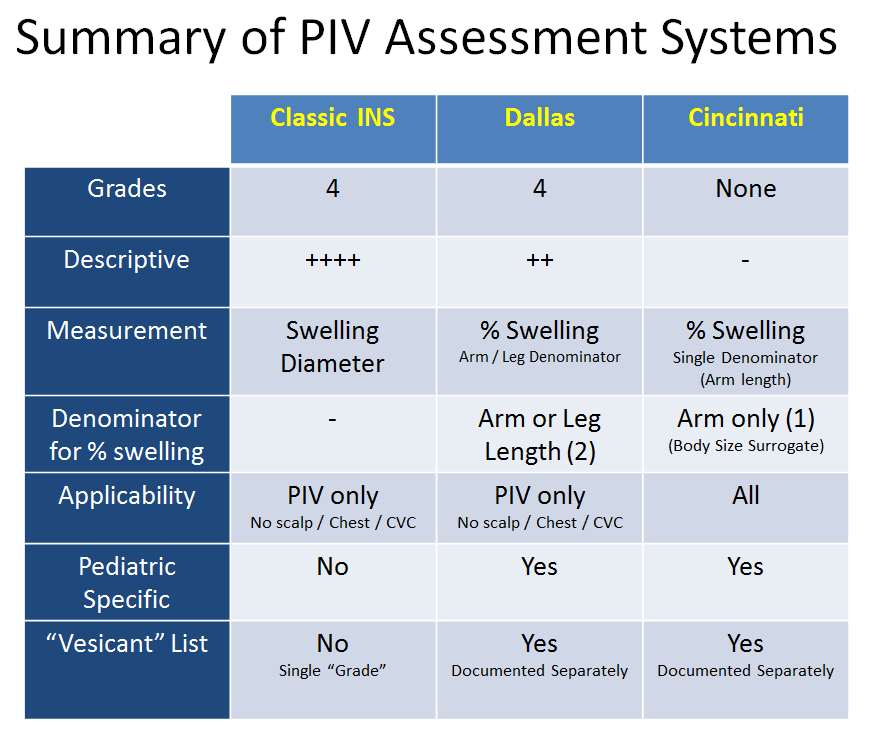 Summary of PIV Assessment Systems
Classic INS
Dallas
Cincinnati
Grades
4
4
None
Descriptive
++++
++
-
Measurement
Swelling
Diameter
% Swelling
Arm / Leg Denominator
% Swelling
Single Denominator
(Arm length)
Denominator
for % swelling
-
Arm or Leg
Length (2)
Arm only (1)
(Body Size Surrogate)
Applicability
PIV only
No scalp / Chest / CVC
PIV only
No scalp / Chest / CVC
All
Pediatric
Specific
No
Yes
Yes
“Vesicant” List
No
Single “Grade”
Yes
Documented Separately
Yes
Documented Separately